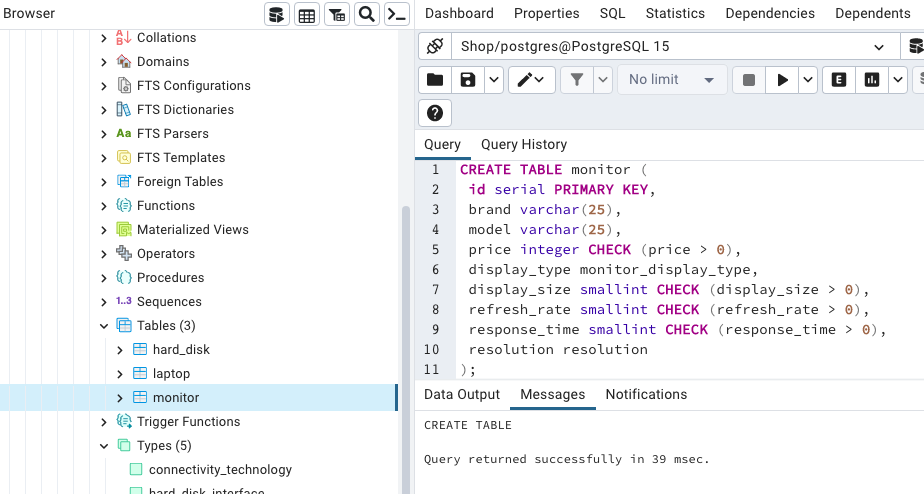 Browser
Collations
Domains
FTS Configurations
FTS Dictionaries
Aa FTS Parsers
FTS Templates
Foreign Tables
Functions
Materialized Views
Operators
Procedures
1..3 Sequences
Tables (3)
hard_disk
laptop
monitor
Trigger Functions
Types (5)
connectivity_technology
hard_disk_interface
Dashboard Properties SQL Statistics Dependencies Dependents
Shop/postgres@PostgreSQL 15
No limit
E
Query Query History
1 CREATE TABLE monitor (
2 id serial PRIMARY KEY,
3 brand varchar(25),
4 model varchar(25),
5 price integer CHECK (price > 0),
6 display_type monitor_display_type,
7 display_size smallint CHECK (display_size > 0),
8 refresh_rate smallint CHECK (refresh_rate > 0),
9 response_time smallint CHECK (response_time > 0),
10 resolution resolution
11 );
Data Output Messages Notifications
CREATE TABLE
Query returned successfully in 39 msec.